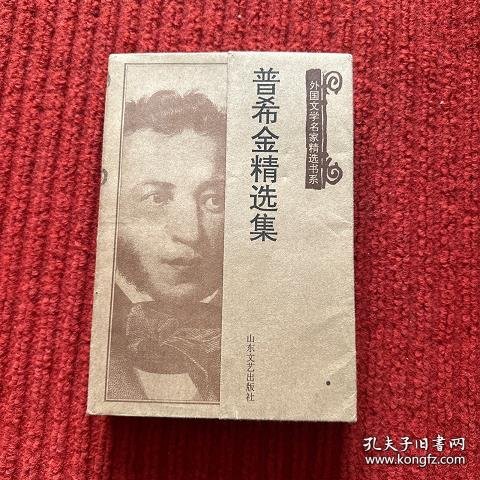 外国文学名家精选书系
普希金精选集
山东文艺出版社
孔夫子旧书网
www.kongfz.com